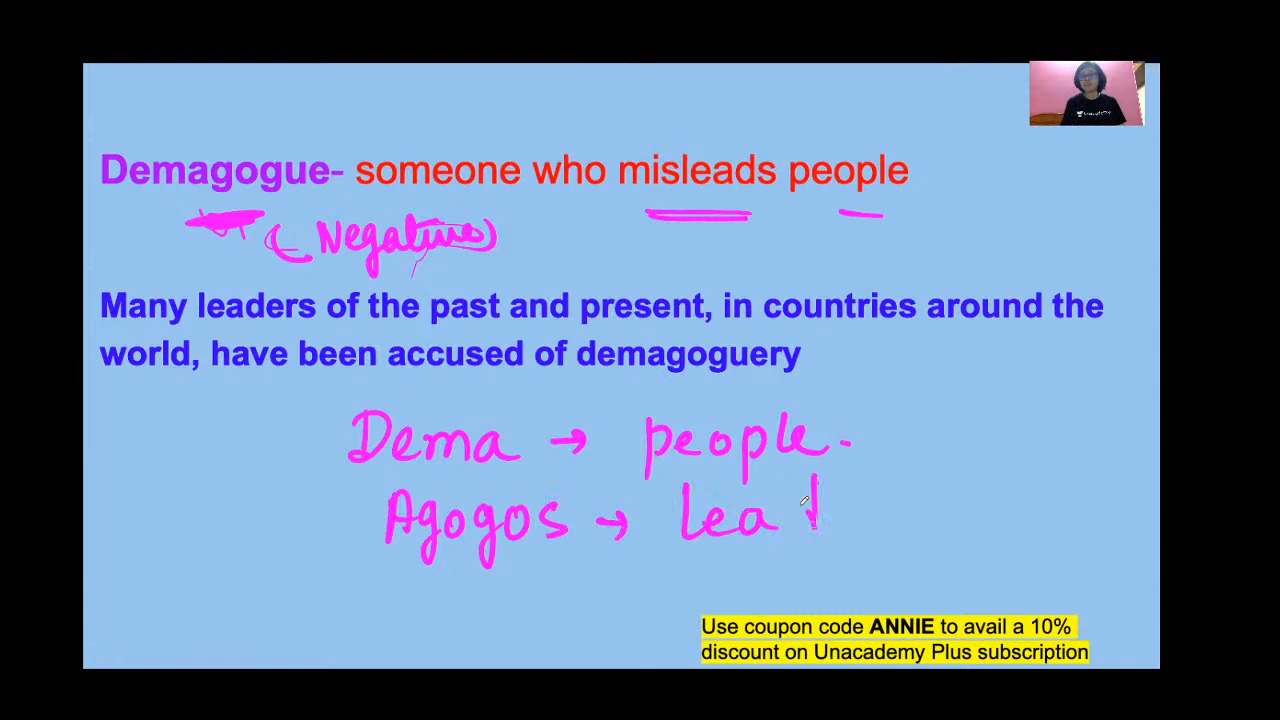 Demagogue- someone who misleads people
(Negative)
Many leaders of the past and present, in countries around the
world, have been accused of demagoguery
Dema → people.
Agogos → lead
Use coupon code ANNIE to avail a 10%
discount on Unacademy Plus subscription